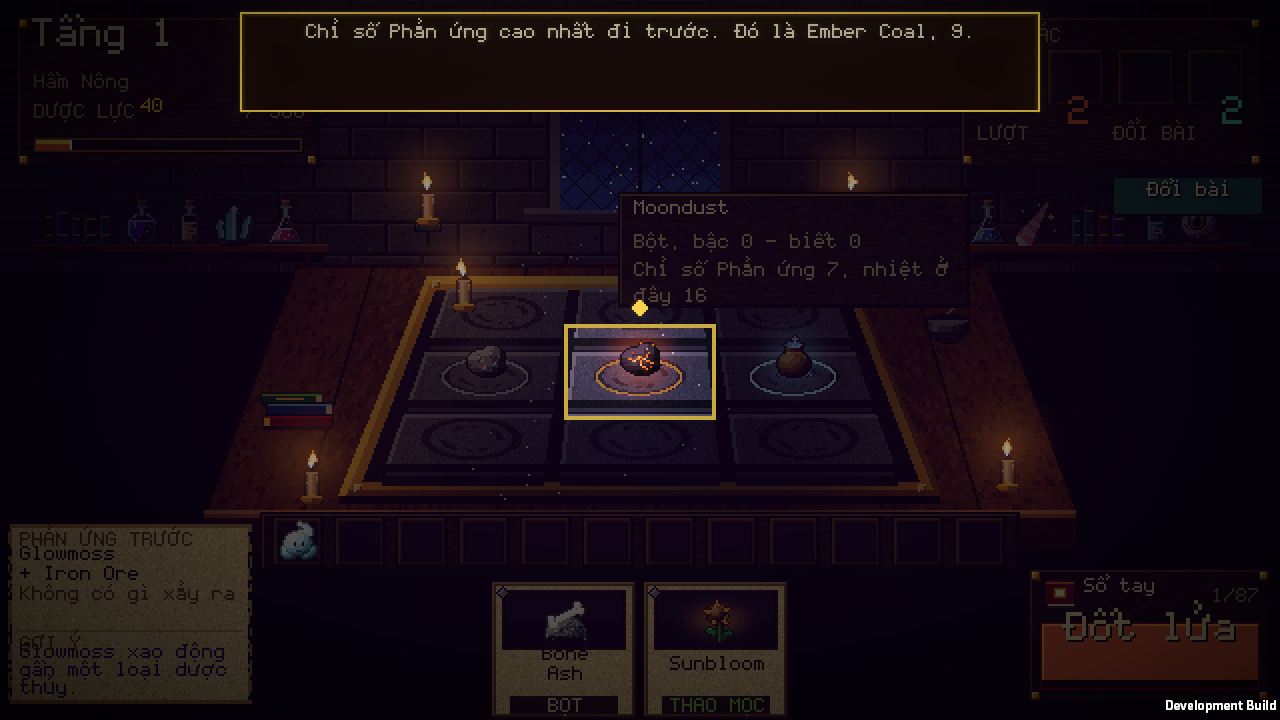 Chỉ số Phản ứng cao nhất đi trước. Đó là Ember Coal, 9.
Tầng 1
Hầm Nông
DƯỢC LỰC 40
LƯỢT 2
ĐỔI BÀI 2
Đổi bài
Moondust
Bột, bậc 0 - biết 0
Chỉ số Phản ứng 7, nhiệt ở
đây 16
PHẢN ỨNG TRƯỚC
Glowmoss
+ Iron Ore
Không có gì xảy ra
GỢI Ý
Glowmoss xao động
gần một loại dược
thủy.
Bone
Ash
BỘT
Sunbloom
THẢO MỘC
Sổ tay
1/87
Đốt lửa
Development Build